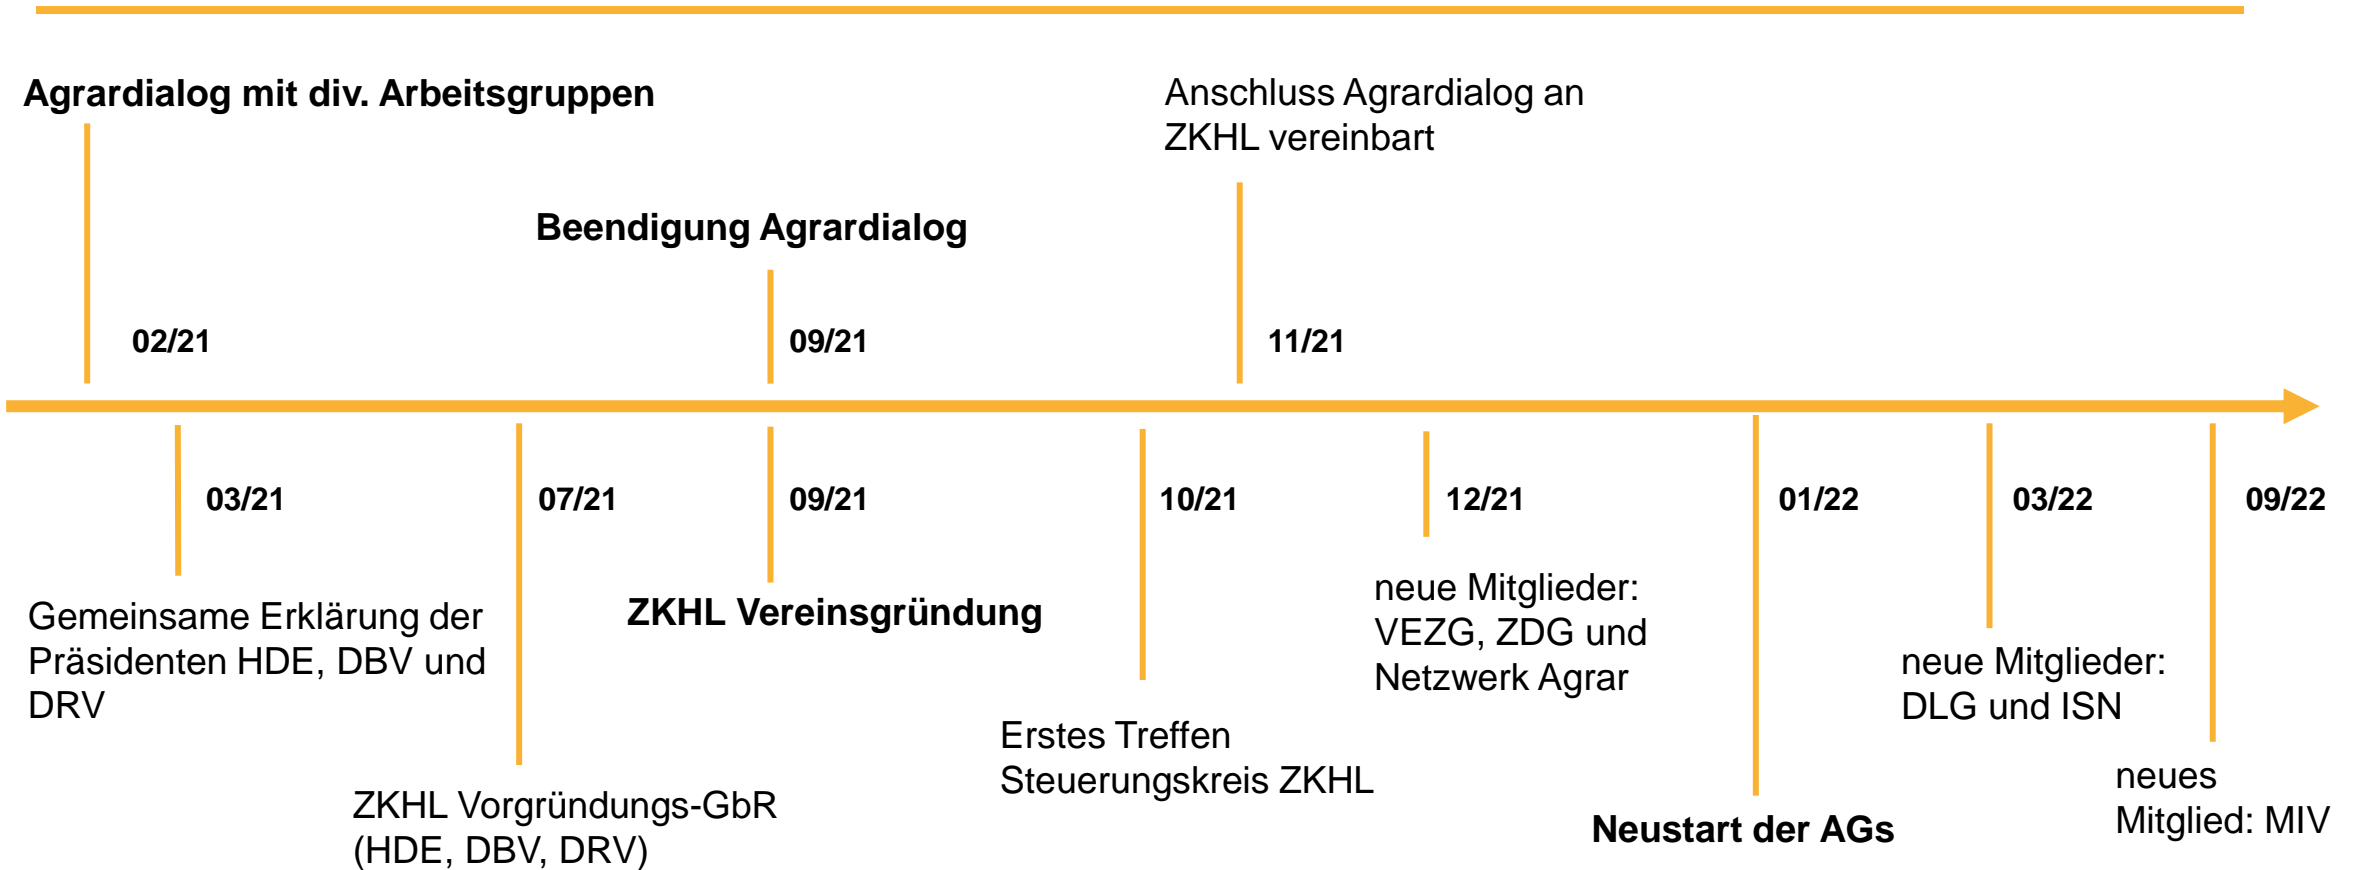 Agrardialog mit div. Arbeitsgruppen
Anschluss Agrardialog an
ZKHL vereinbart
Beendigung Agrardialog
02/21
09/21
11/21
03/21
07/21
09/21
10/21
12/21
01/22
03/22
09/22
Gemeinsame Erklärung der
Präsidenten HDE, DBV und
DRV
ZKHL Vorgründungs-GbR
(HDE, DBV, DRV)
ZKHL Vereinsgründung
Erstes Treffen
Steuerungskreis ZKHL
neue Mitglieder:
VEZG, ZDG und
Netzwerk Agrar
Neustart der AGs
neue Mitglieder:
DLG und ISN
neues
Mitglied: MIV